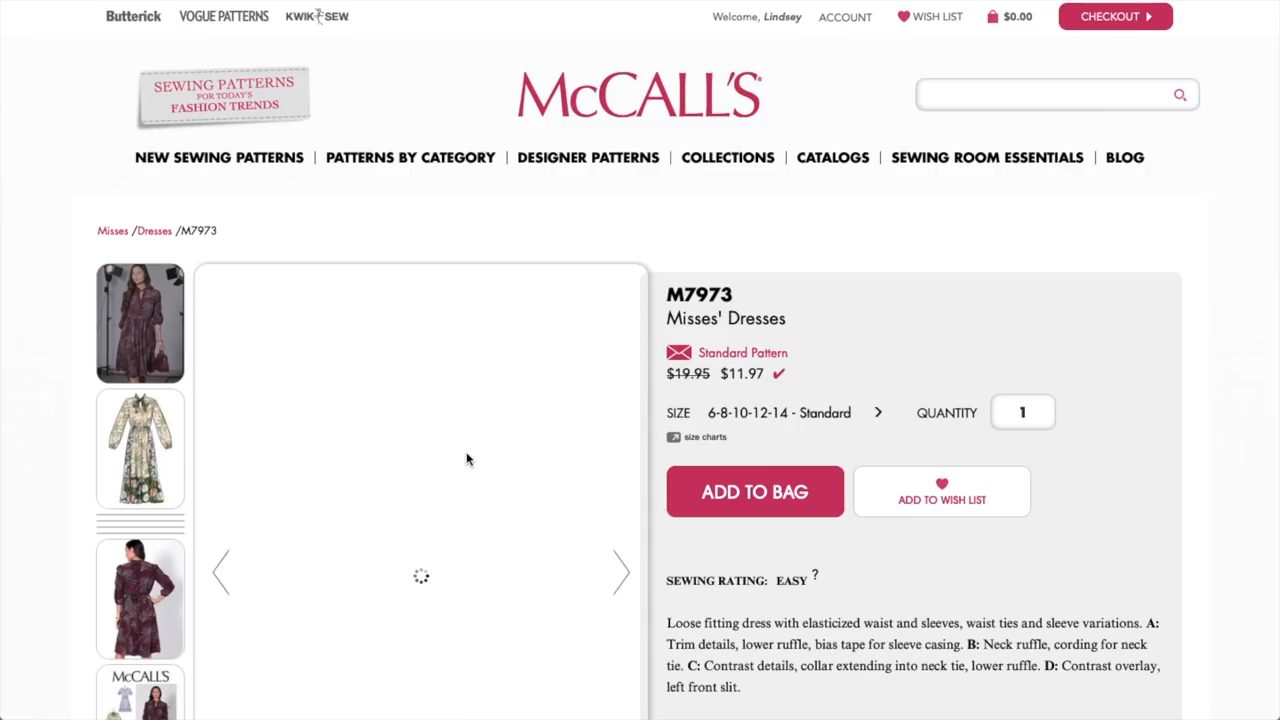 Butterick VOGUE PATTERNS KWIK SEW Welcome, Lindsey ACCOUNT WISH LIST $0.00 CHECKOUT
SEWING PATTERNS
FOR TODAY'S
FASHION TRENDS
McCALL'S
NEW SEWING PATTERNS | PATTERNS BY CATEGORY | DESIGNER PATTERNS | COLLECTIONS | CATALOGS | SEWING ROOM ESSENTIALS | BLOG
Misses /Dresses /M7973
M7973
Misses' Dresses
Standard Pattern
$19.95 $11.97
SIZE 6-8-10-12-14 - Standard QUANTITY 1
size charts
ADD TO BAG
ADD TO WISH LIST
SEWING RATING: EASY ?
Loose fitting dress with elasticized waist and sleeves, waist ties and sleeve variations. A:
Trim details, lower ruffle, bias tape for sleeve casing. B: Neck ruffle, cording for neck
tie. C: Contrast details, collar extending into neck tie, lower ruffle. D: Contrast overlay,
left front slit.
McCALL'S